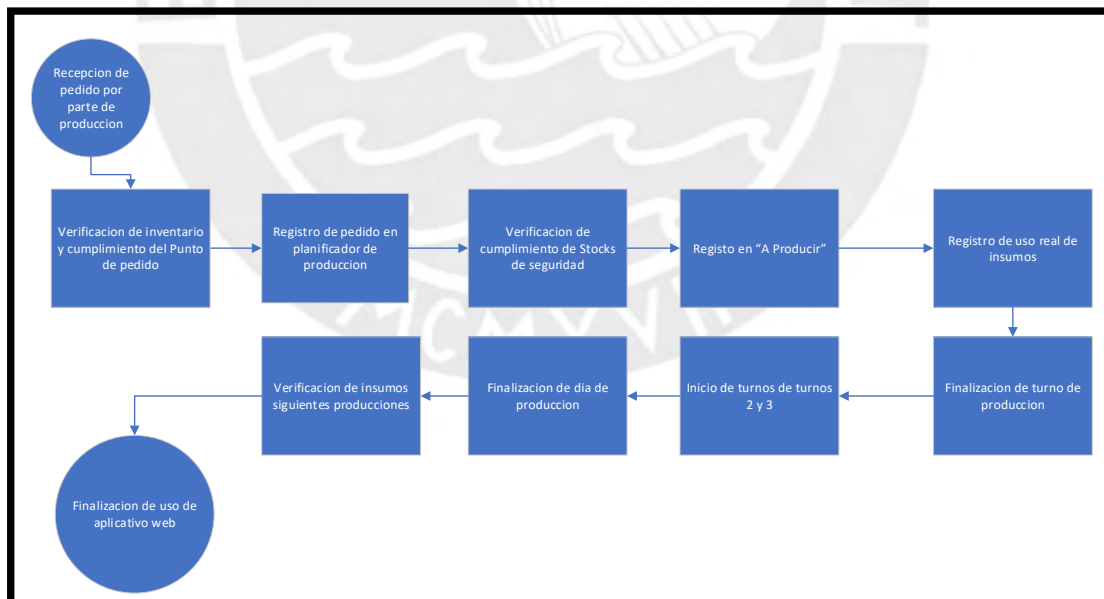 Recepcion de
pedido por
parte de
produccion
Verificacion de inventario
y cumplimiento del Punto
de pedido
Registro de pedido en
planificador de
produccion
Verificacion de
cumplimiento de Stocks
de seguridad
Registo en “A Producir”
Registro de uso real de
insumos
Finalizacion de turno de
produccion
Inicio de turnos de turnos
2 y 3
Finalizacion de dia de
produccion
Verificacion de insumos
siguientes producciones
Finalizacion de uso de
aplicativo web